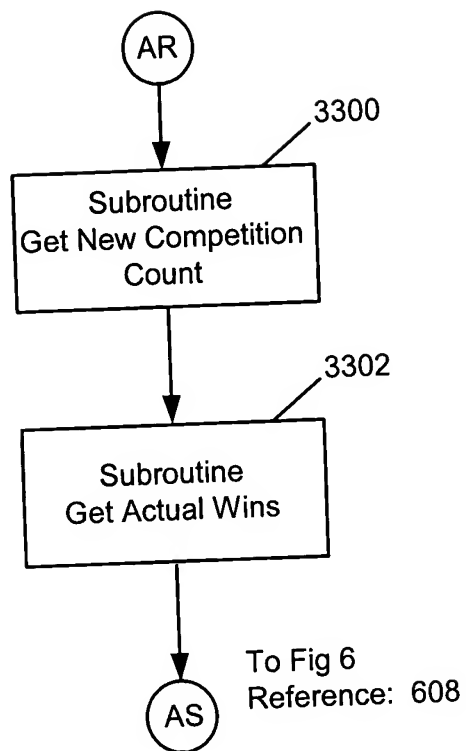 AR
3300
Subroutine
Get New Competition
Count
3302
Subroutine
Get Actual Wins
To Fig 6
Reference: 608
AS